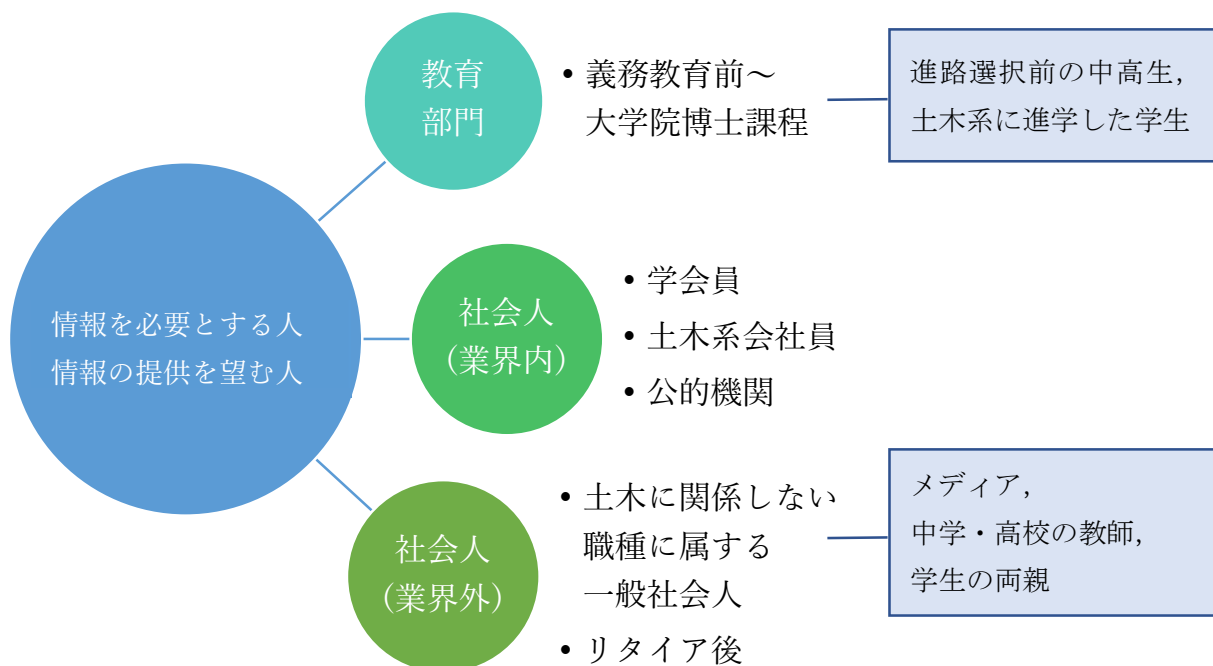 情報を必要とする人
情報の提供を望む人
教育
部門
• 義務教育前～
大学院博士課程
進路選択前の中高生，
土木系に進学した学生
社会人
（業界内）
• 学会員
• 土木系会社員
• 公的機関
社会人
（業界外）
• 土木に関係しない
職種に属する
一般社会人
• リタイア後
メディア，
中学・高校の教師，
学生の両親